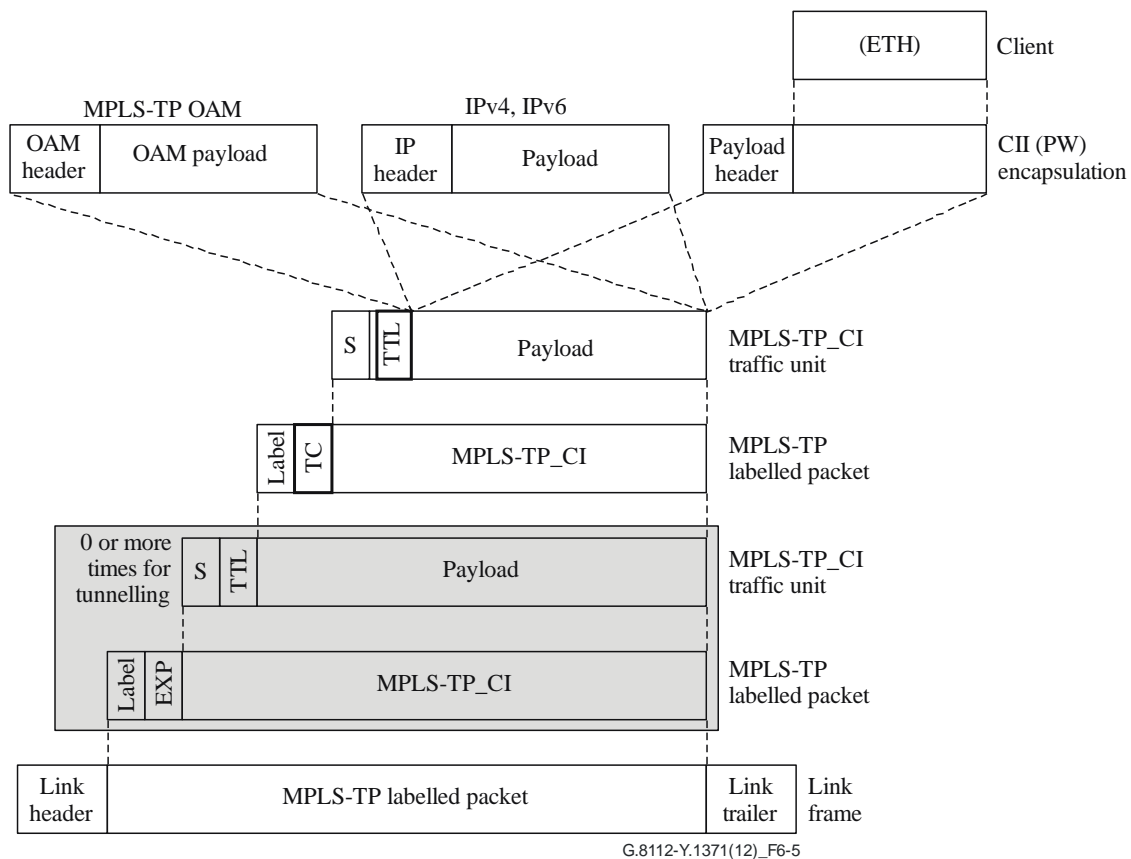 (ETH)
Client
MPLS-TP OAM
IPv4, IPv6
OAM
header
OAM payload
IP
header
Payload
Payload
header
CII (PW)
encapsulation
S
TTL
Payload
MPLS-TP_CI
traffic unit
Label
TC
MPLS-TP_CI
MPLS-TP
labelled packet
0 or more
times for
tunnelling
S
TTL
Payload
MPLS-TP_CI
traffic unit
Label
EXP
MPLS-TP_CI
MPLS-TP
labelled packet
Link
header
MPLS-TP labelled packet
Link
trailer
Link
frame
G.8112-Y.1371(12)_F6-5